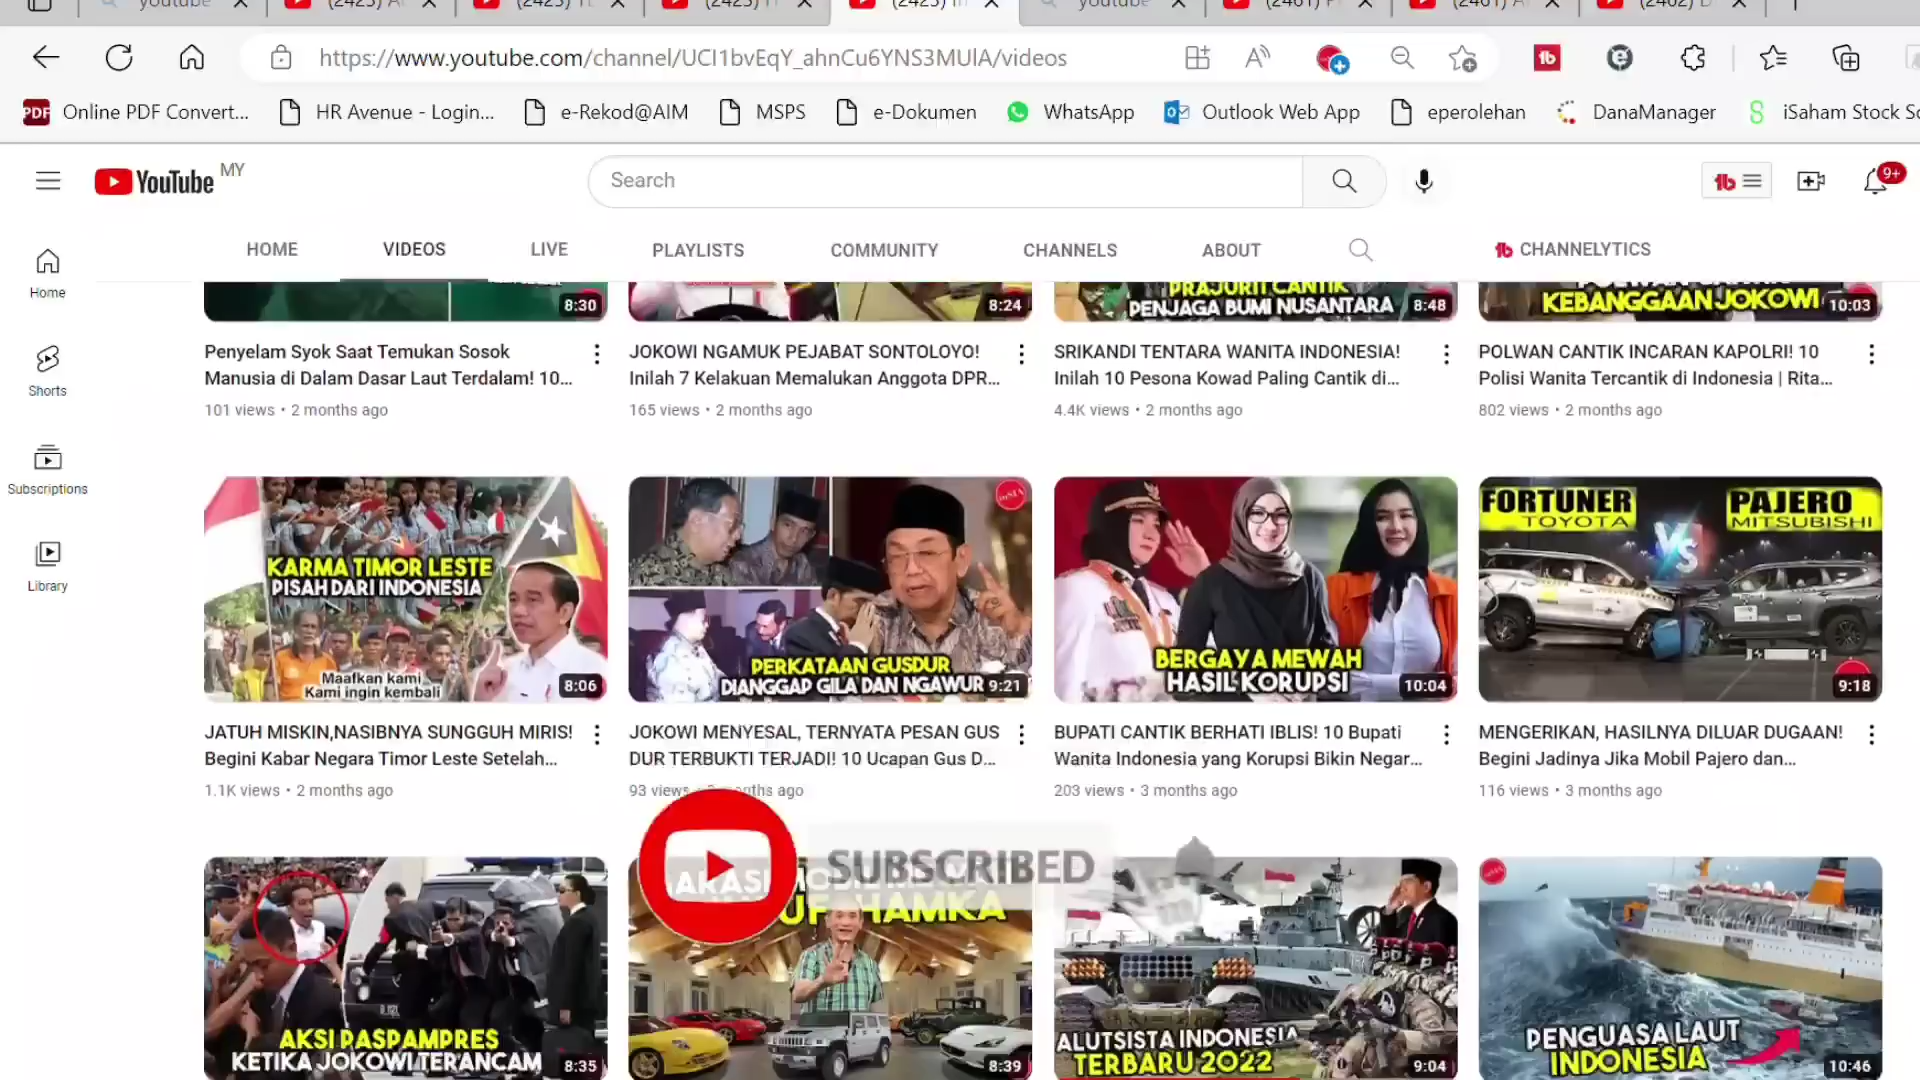 youtube
(2425)
(2425)
(2425)
(2425)
youtube
(2461)
(2461)
(2462)
https://www.youtube.com/channel/UCI1bvEqY_ahnCu6YNS3MUlA/videos
PDF Online PDF Convert...
HR Avenue - Login...
e-Rekod@AIM
MSPS
e-Dokumen
WhatsApp
Outlook Web App
eperolehan
DanaManager
iSaham Stock
YouTube MY
Search
9+
HOME
VIDEOS
LIVE
PLAYLISTS
COMMUNITY
CHANNELS
ABOUT
CHANNELYTICS
Home
Shorts
Subscriptions
Library
8:30
8:24
PRAJURIT CANTIK
PENJAGA BUMI NUSANTARA
8:48
KEBANGGAAN JOKOWI
10:03
Penyelam Syok Saat Temukan Sosok
Manusia di Dalam Dasar Laut Terdalam! 10...
101 views • 2 months ago
JOKOWI NGAMUK PEJABAT SONTOLOYO!
Inilah 7 Kelakuan Memalukan Anggota DPR...
165 views • 2 months ago
SRIKANDI TENTARA WANITA INDONESIA!
Inilah 10 Pesona Kowad Paling Cantik di...
4.4K views • 2 months ago
POLWAN CANTIK INCARAN KAPOLRI! 10
Polisi Wanita Tercantik di Indonesia | Rita...
802 views • 2 months ago
KARMA TIMOR LESTE
PISAH DARI INDONESIA
Maafkan kami
Kami ingin kembali
8:06
PERKATAAN GUSDUR
DIANGGAP GILA DAN NGAWUR
9:21
BERGAYA MEWAH
HASIL KORUPSI
10:04
FORTUNER
TOYOTA
VS
PAJERO
MITSUBISHI
9:18
JATUH MISKIN,NASIBNYA SUNGGUH MIRIS!
Begini Kabar Negara Timor Leste Setelah...
1.1K views • 2 months ago
JOKOWI MENYESAL, TERNYATA PESAN GUS
DUR TERBUKTI TERJADI! 10 Ucapan Gus D...
93 views months ago
BUPATI CANTIK BERHATI IBLIS! 10 Bupati
Wanita Indonesia yang Korupsi Bikin Negar...
203 views • 3 months ago
MENGERIKAN, HASILNYA DILUAR DUGAAN!
Begini Jadinya Jika Mobil Pajero dan...
116 views • 3 months ago
SUBSCRIBED
AKSI PASPAMPRES
KETIKA JOKOWI TERANCAM
8:35
HAMKA
8:39
ALUTSISTA INDONESIA
TERBARU 2022
9:04
PENGUASA LAUT
INDONESIA
10:46